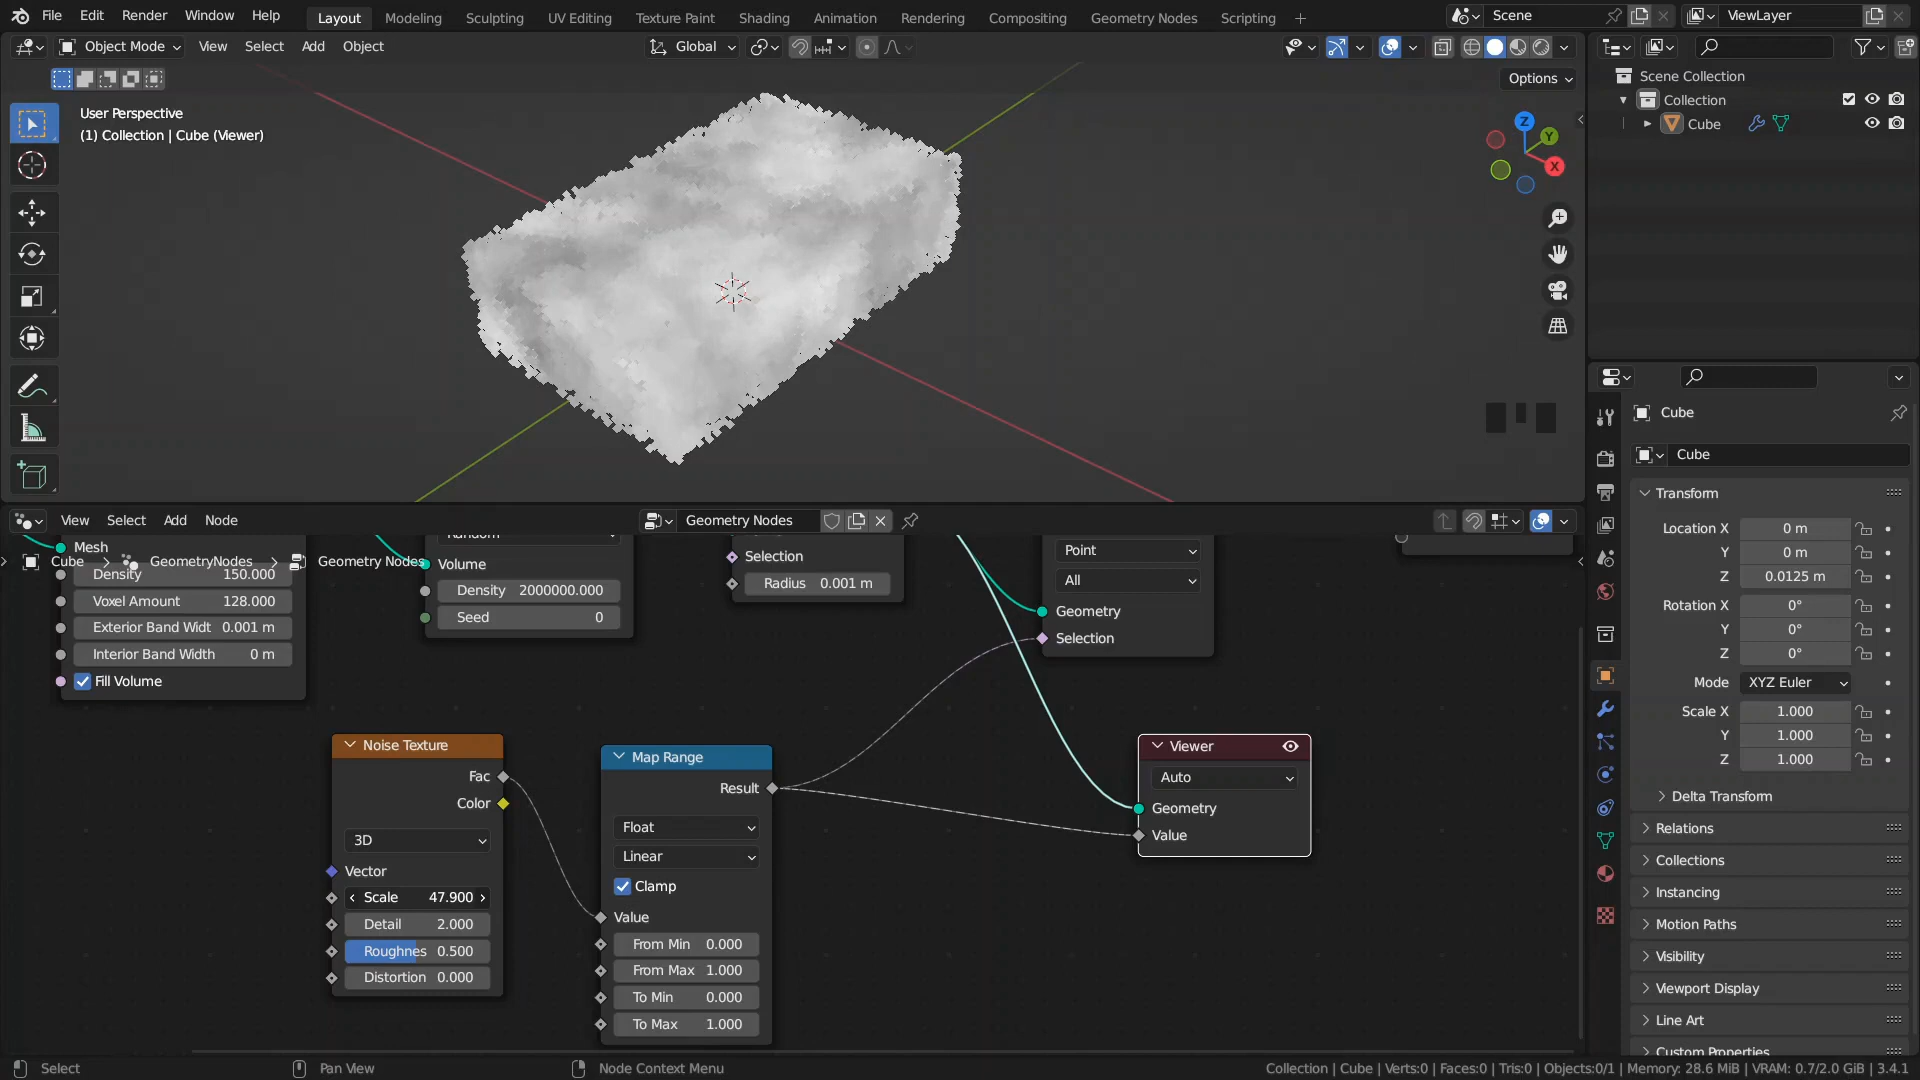 File Edit Render Window Help Layout Modeling Sculpting UV Editing Texture Paint Shading Animation Rendering Compositing Geometry Nodes Scripting + Scene ViewLayer
Object Mode View Select Add Object Global
Options
User Perspective
(1) Collection | Cube (Viewer)
Z
Y
X
Scene Collection
Collection
Cube
Cube
Cube
Transform
Location X 0 m
Y 0 m
Z 0.0125 m
Rotation X 0°
Y 0°
Z 0°
Mode XYZ Euler
Scale X 1.000
Y 1.000
Z 1.000
Delta Transform
Relations
Collections
Instancing
Motion Paths
Visibility
Viewport Display
Line Art
Custom Properties
View Select Add Node Geometry Nodes
Cube > GeometryNodes > Geometry Nodes
Mesh
Density 150.000
Voxel Amount 128.000
Exterior Band Widt 0.001 m
Interior Band Width 0 m
Fill Volume
Random
Volume
Density 2000000.000
Seed 0
Selection
Radius 0.001 m
Point
All
Geometry
Selection
Noise Texture
Fac
Color
3D
Vector
Scale 47.900
Detail 2.000
Roughnes 0.500
Distortion 0.000
Map Range
Result
Float
Linear
Clamp
Value
From Min 0.000
From Max 1.000
To Min 0.000
To Max 1.000
Viewer
Auto
Geometry
Value
Select Pan View Node Context Menu Collection | Cube | Verts:0 | Faces:0 | Tris:0 | Objects:0/1 | Memory: 28.6 MiB | VRAM: 0.7/2.0 GiB | 3.4.1